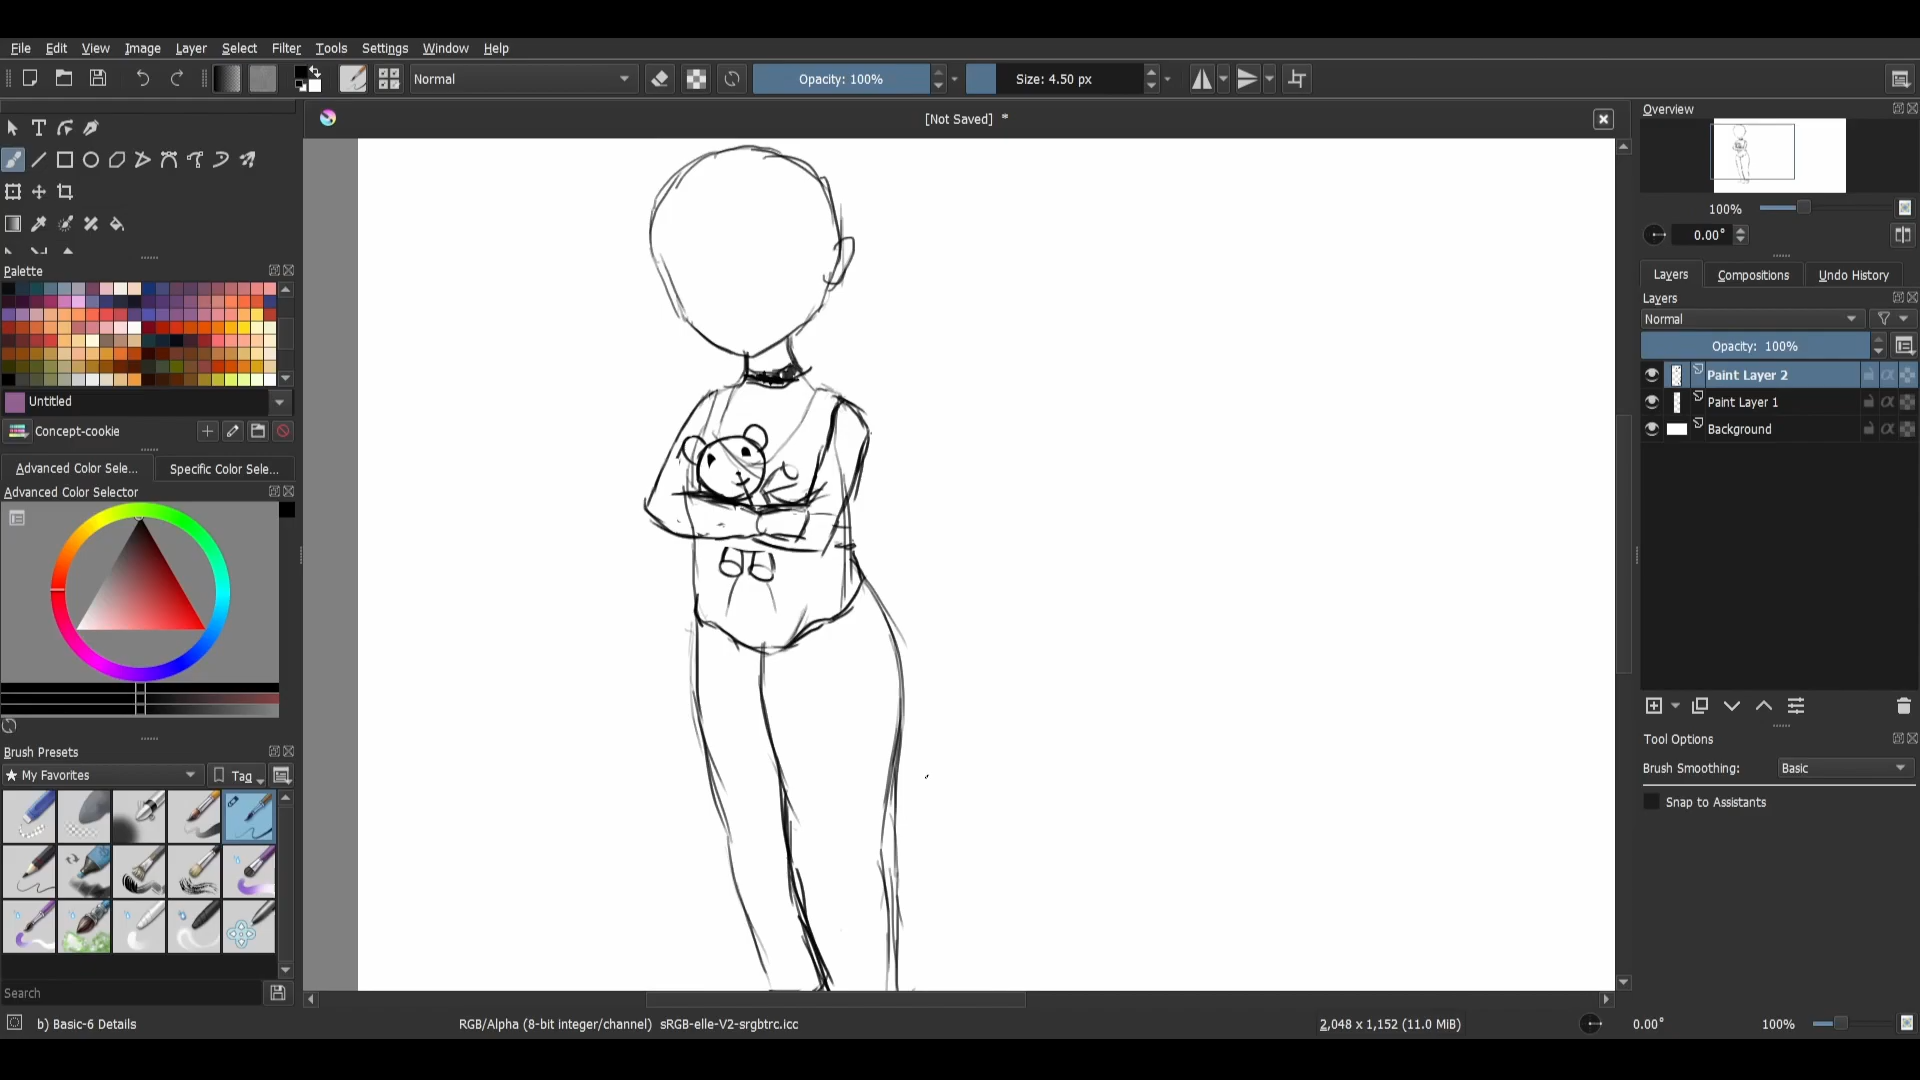 File Edit View Image Layer Select Filter Tools Settings Window Help
Normal Opacity: 100% Size: 4.50 px
[Not Saved] *
Overview
100%
0.00°
Palette
Untitled
Concept-cookie
Advanced Color Sele... Specific Color Sele...
Advanced Color Selector
Brush Presets
My Favorites Tag
Search
b) Basic-6 Details
RGB/Alpha (8-bit integer/channel) sRGB-elle-V2-srgbtrc.icc
2,048 x 1,152 (11.0 MiB)
0.00°
100%
Layers Compositions Undo History
Layers
Normal
Opacity: 100%
Paint Layer 2
Paint Layer 1
Background
Tool Options
Brush Smoothing: Basic
Snap to Assistants